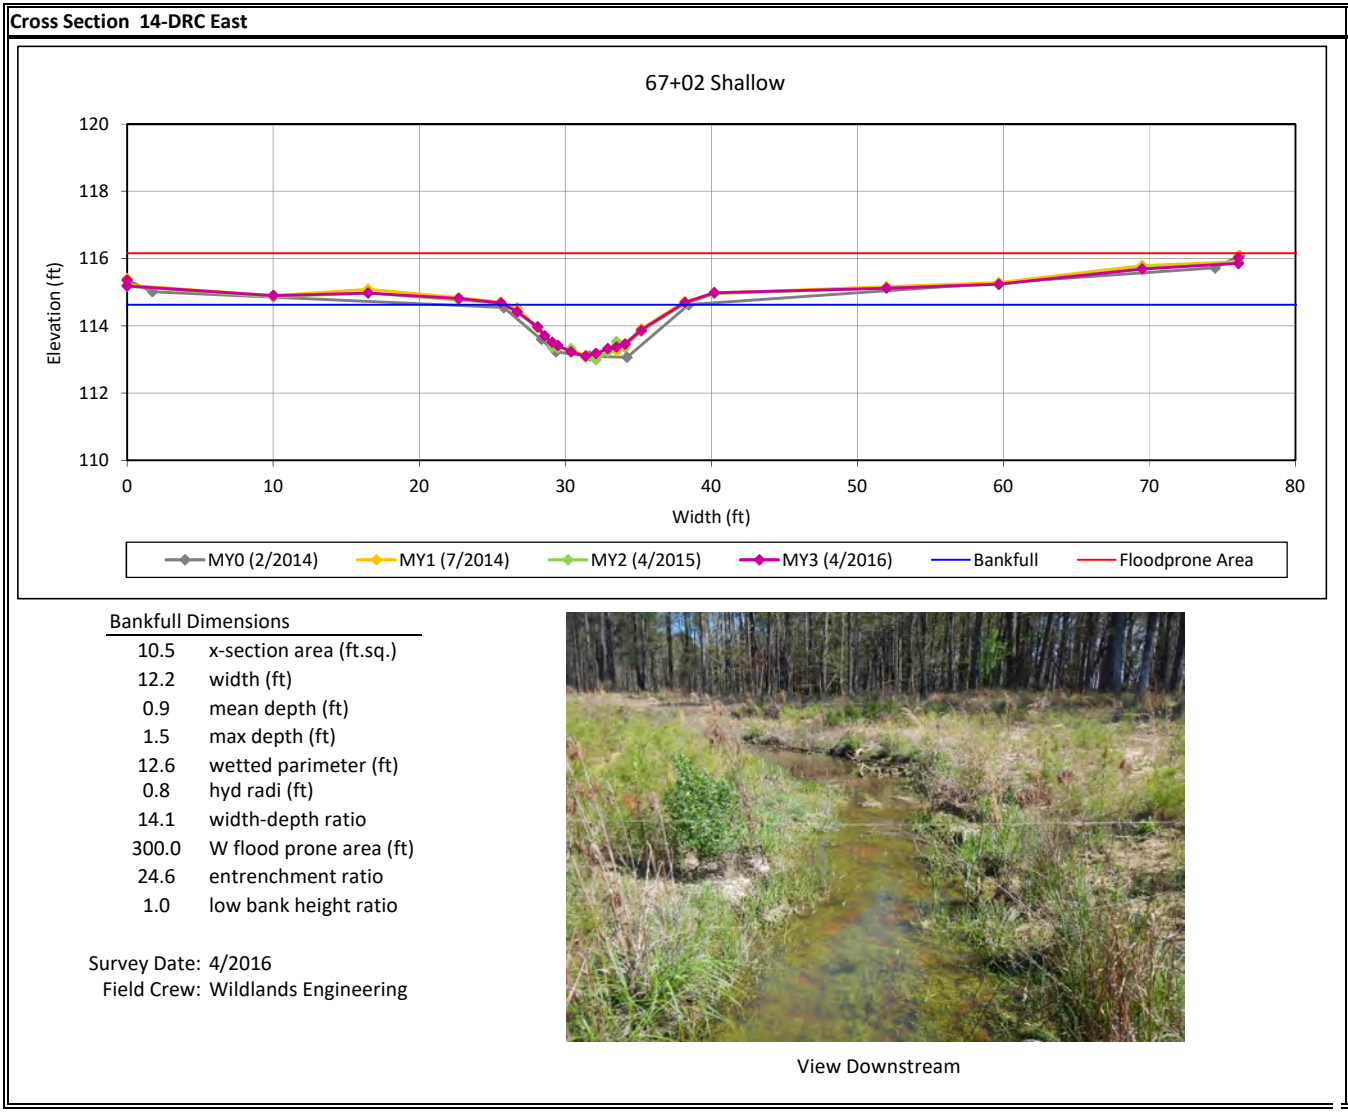 Cross Section 14-DRC East
67+02 Shallow
120
118
116
114
112
110
Elevation (ft)
0 10 20 30 40 50 60 70 80
Width (ft)
MY0 (2/2014) MY1 (7/2014) MY2 (4/2015) MY3 (4/2016) Bankfull Floodprone Area
Bankfull Dimensions
10.5 x-section area (ft.sq.)
12.2 width (ft)
0.9 mean depth (ft)
1.5 max depth (ft)
12.6 wetted parimeter (ft)
0.8 hyd radi (ft)
14.1 width-depth ratio
300.0 W flood prone area (ft)
24.6 entrenchment ratio
1.0 low bank height ratio
Survey Date: 4/2016
Field Crew: Wildlands Engineering
View Downstream